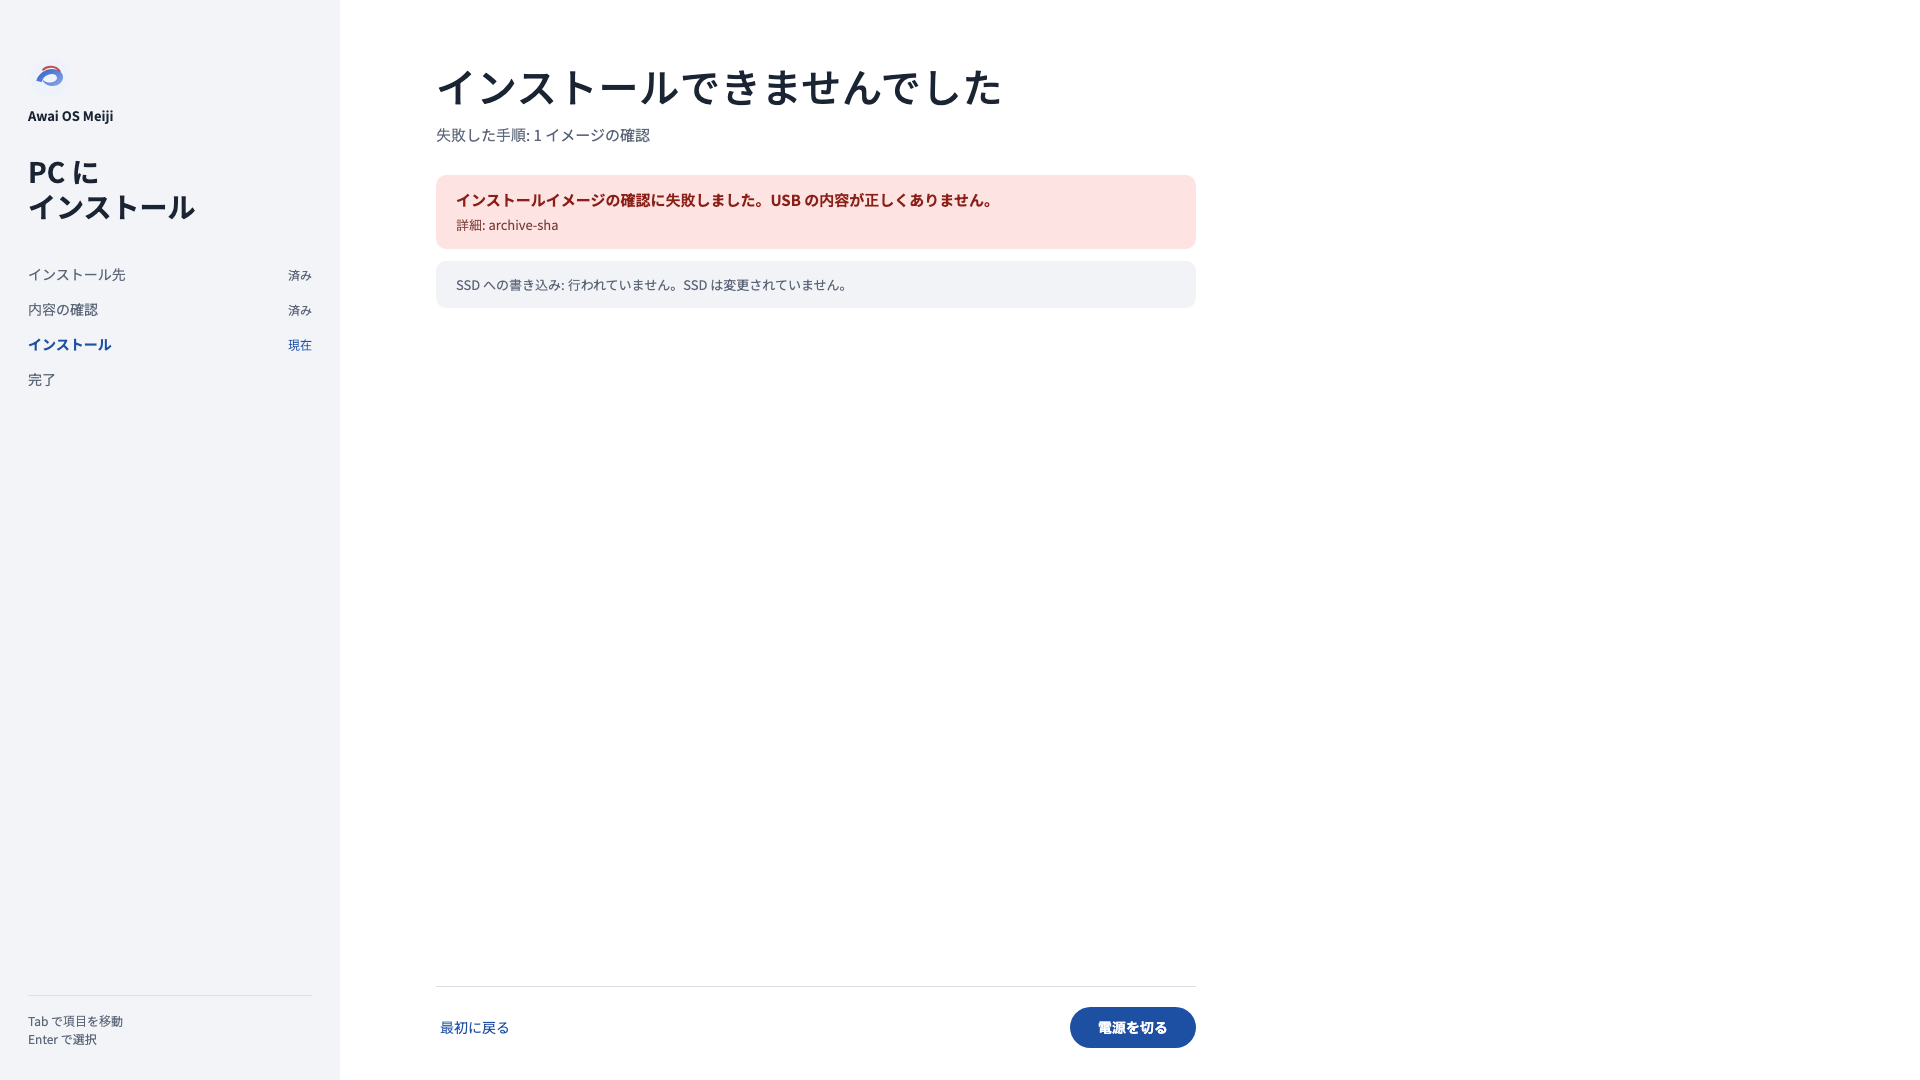 Awai OS Meiji
PC に
インストール
インストール先 済み
内容の確認 済み
インストール 現在
完了
Tab で項目を移動
Enter で選択
インストールできませんでした
失敗した手順: 1 イメージの確認
インストールイメージの確認に失敗しました。USB の内容が正しくありません。
詳細: archive-sha
SSD への書き込み: 行われていません。SSD は変更されていません。
最初に戻る
電源を切る